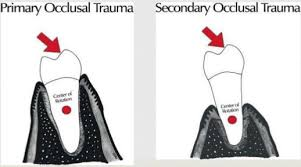 Primary Occlusal Trauma
Center of
Rotation
Secondary Occlusal Trauma
Center of
Rotation